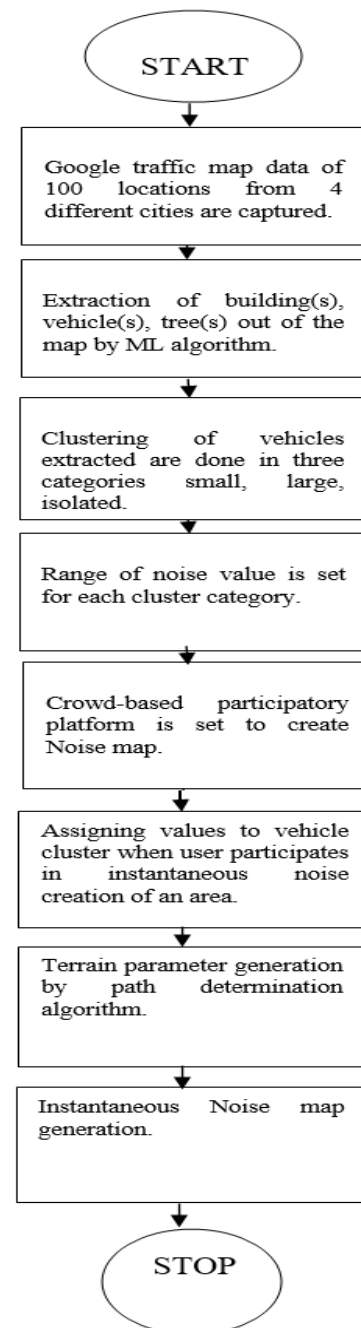 START
Google traffic map data of
100 locations from 4
different cities are captured.
Extraction of building(s),
vehicle(s), tree(s) out of the
map by ML algorithm.
Clustering of vehicles
extracted are done in three
categories small, large,
isolated.
Range of noise value is set
for each cluster category.
Crowd-based participatory
platform is set to create
Noise map.
Assigning values to vehicle
cluster when user participates
in instantaneous noise
creation of an area.
Terrain parameter generation
by path determination
algorithm.
Instantaneous Noise map
generation.
STOP